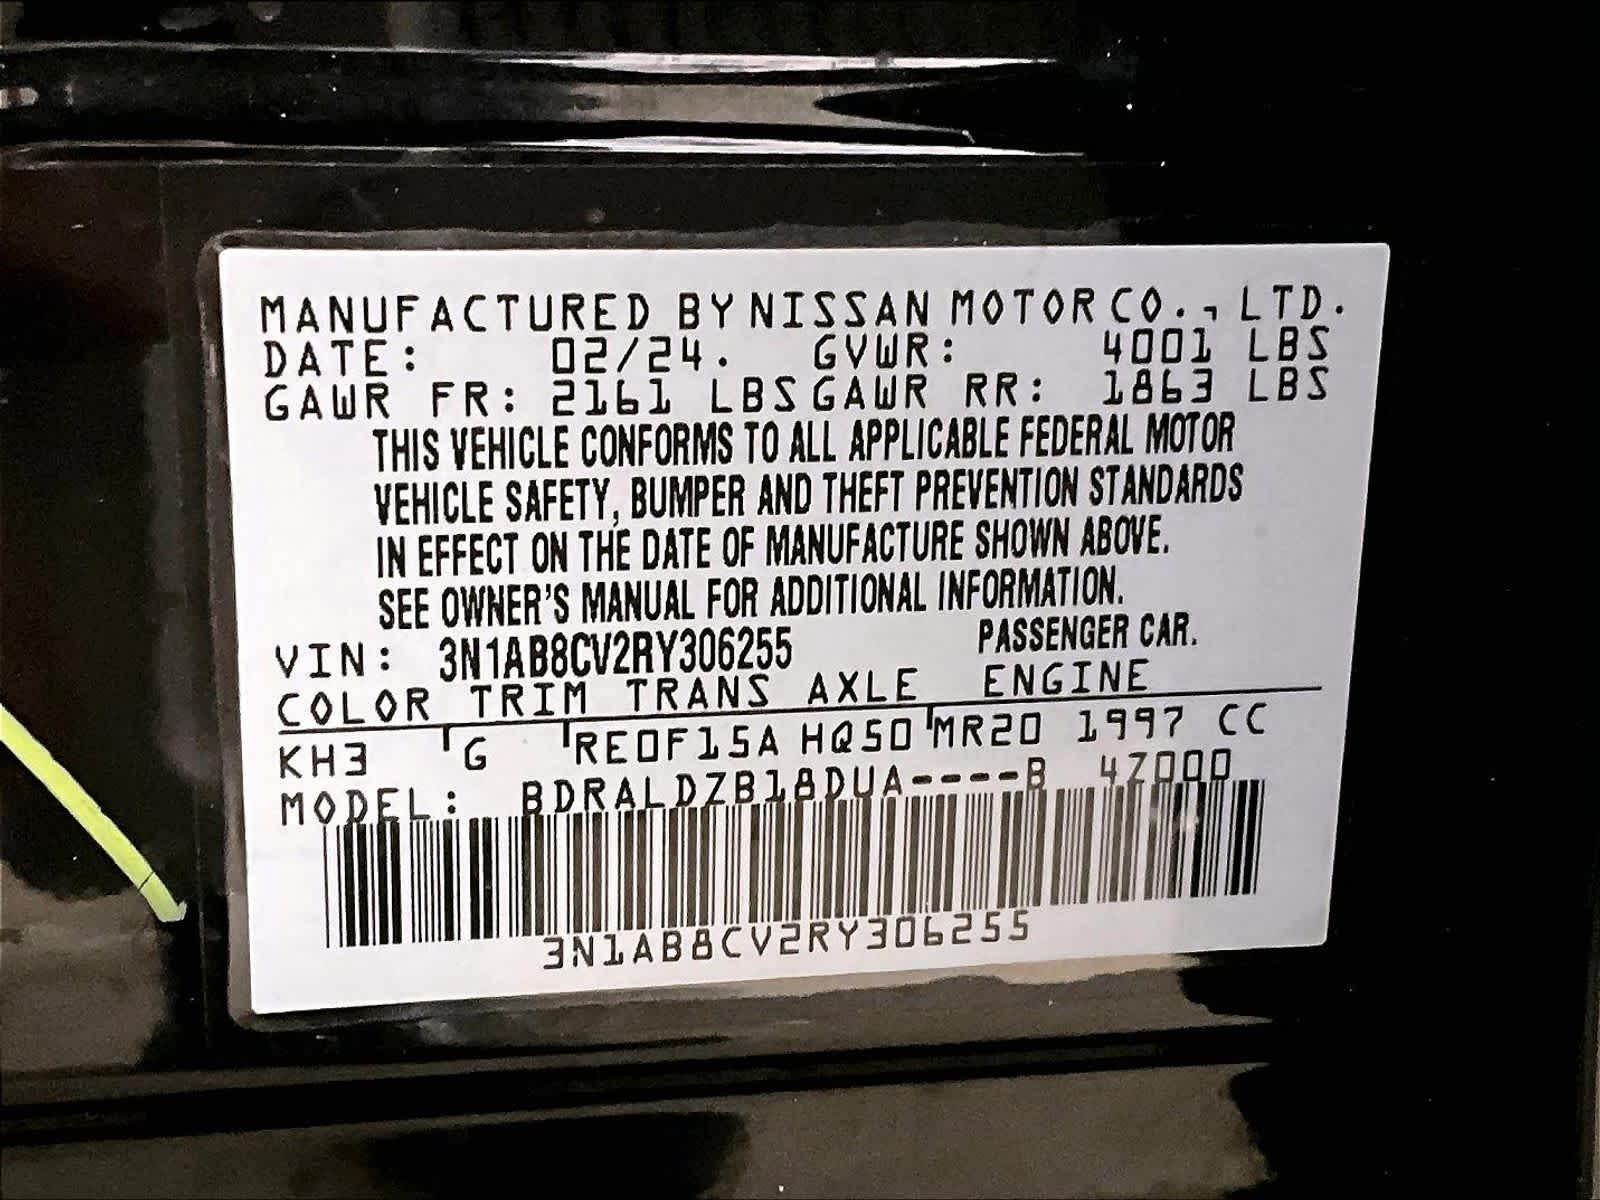 MANUFACTURED BY NISSAN MOTOR CO., LTD.
DATE: 02/24. GVWR: 4001 LBS
GAWR FR: 2161 LBS GAWR RR: 1863 LBS
THIS VEHICLE CONFORMS TO ALL APPLICABLE FEDERAL MOTOR
VEHICLE SAFETY, BUMPER AND THEFT PREVENTION STANDARDS
IN EFFECT ON THE DATE OF MANUFACTURE SHOWN ABOVE.
SEE OWNER'S MANUAL FOR ADDITIONAL INFORMATION.
VIN: 3N1AB8CV2RY306255 PASSENGER CAR.
COLOR TRIM TRANS AXLE ENGINE
KH3 G RE0F15A HQ50 MR20 1997 CC
MODEL: BDRALDZB18DUA----B 4Z000
3N1AB8CV2RY306255